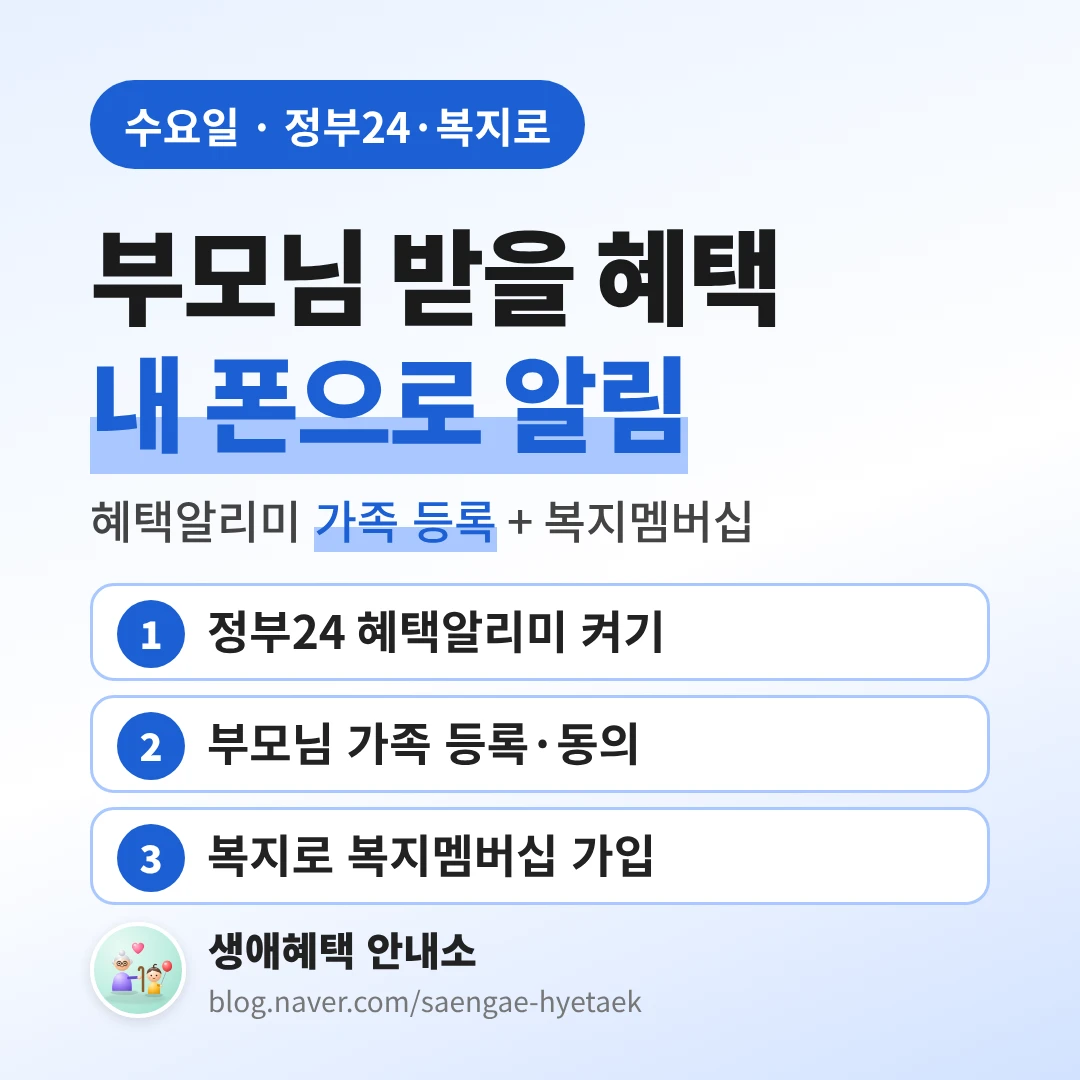 수요일 · 정부24·복지로
부모님 받을 혜택
내 폰으로 알림
혜택알리미 가족 등록 + 복지멤버십
1 정부24 혜택알리미 켜기
2 부모님 가족 등록·동의
3 복지로 복지멤버십 가입
생애혜택 안내소
blog.naver.com/saengae-hyetaek